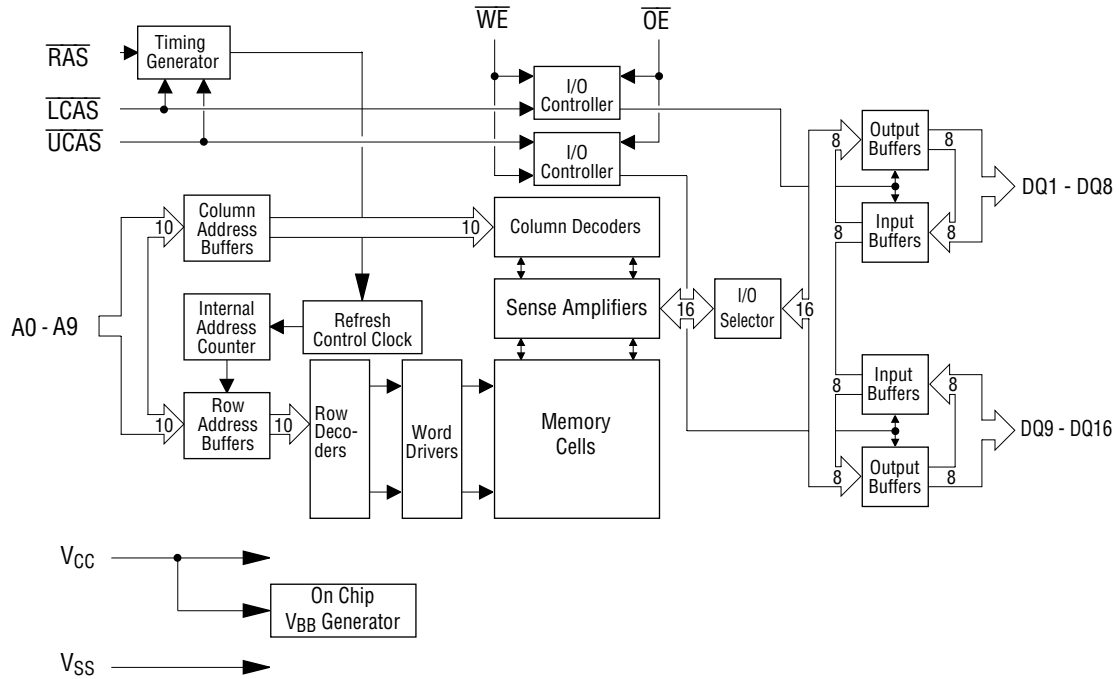 WE
OE
RAS
Timing
Generator
I/O
Controller
LCAS
UCAS
I/O
Controller
Output
Buffers
8
8
DQ1 - DQ8
Input
Buffers
8
8
Column
Address
Buffers
10
10
Column Decoders
A0 - A9
Internal
Address
Counter
Refresh
Control Clock
Sense Amplifiers
16
I/O
Selector
16
Row
Address
Buffers
10
10
Row
Deco-
ders
Word
Drivers
Memory
Cells
Input
Buffers
8
8
DQ9 - DQ16
Output
Buffers
8
8
VCC
On Chip
VBB Generator
VSS